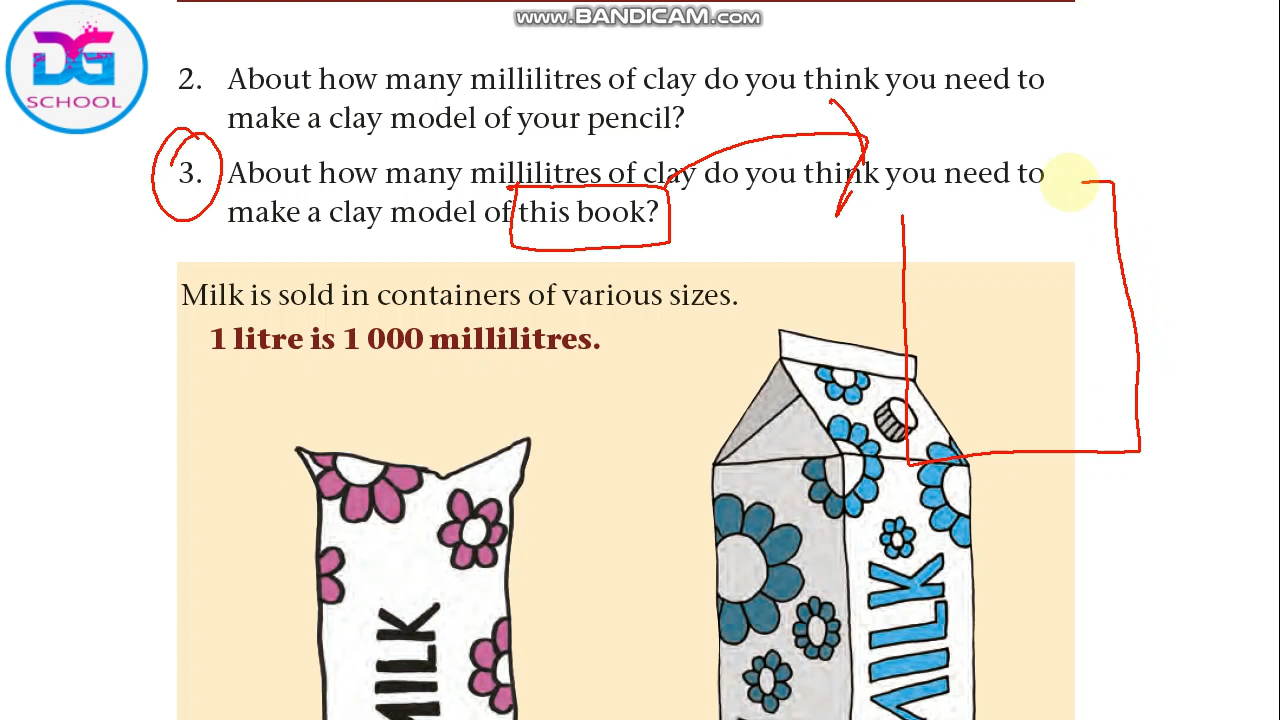 www.BANDICAM.com
DG
SCHOOL
2. About how many millilitres of clay do you think you need to
make a clay model of your pencil?
3. About how many millilitres of clay do you think you need to
make a clay model of this book?
Milk is sold in containers of various sizes.
1 litre is 1 000 millilitres.
MILK
MILK